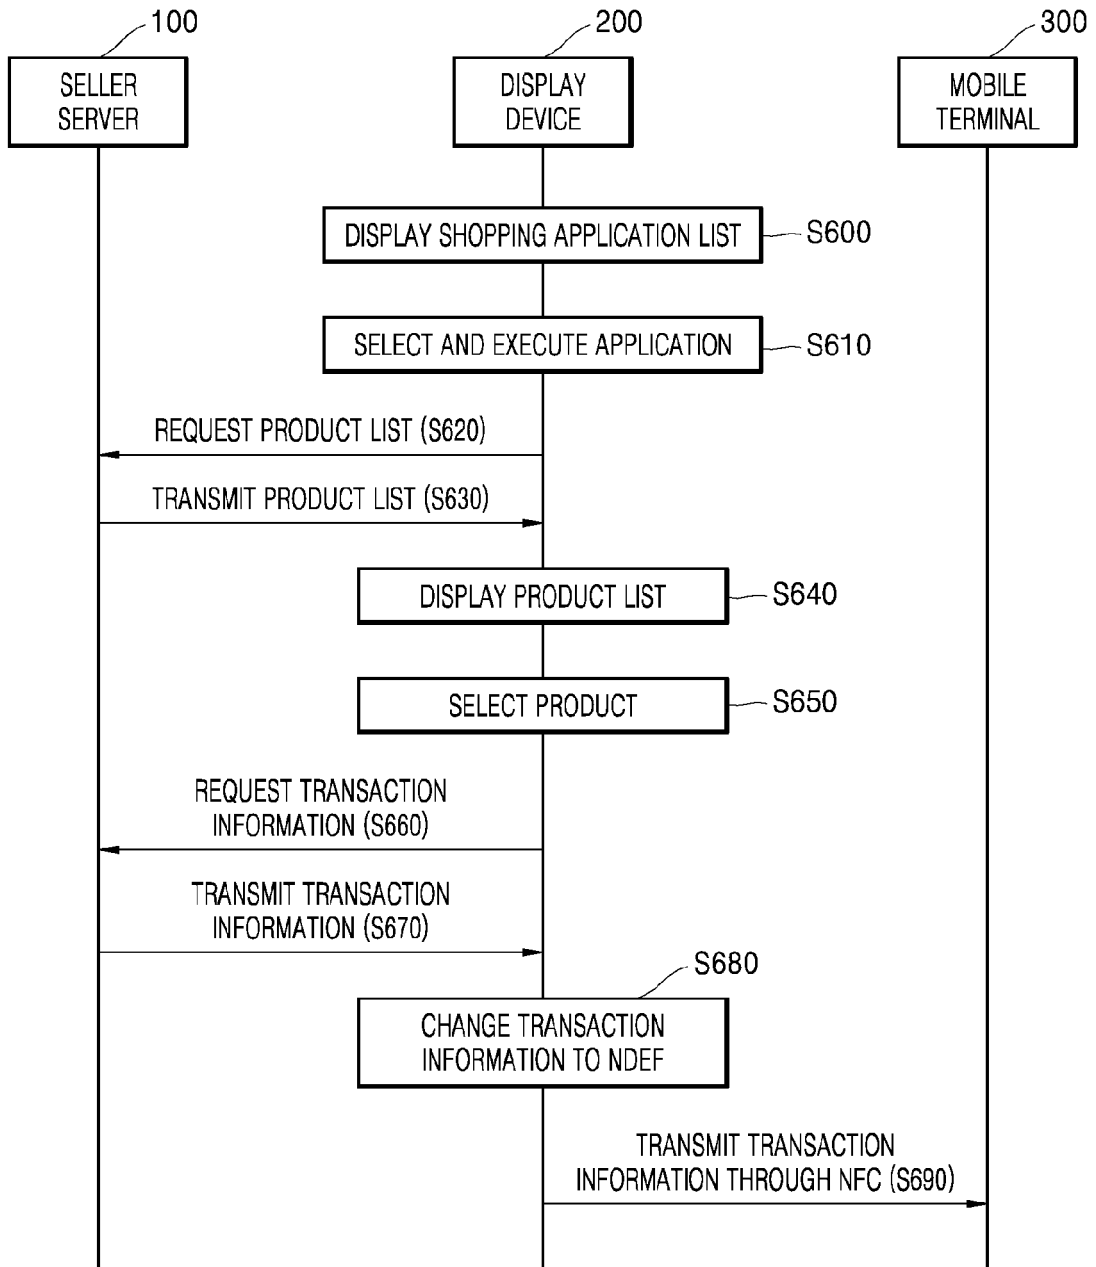 100
200
300
SELLER
SERVER
DISPLAY
DEVICE
MOBILE
TERMINAL
DISPLAY SHOPPING APPLICATION LIST
S600
SELECT AND EXECUTE APPLICATION
S610
REQUEST PRODUCT LIST (S620)
TRANSMIT PRODUCT LIST (S630)
DISPLAY PRODUCT LIST
S640
SELECT PRODUCT
S650
REQUEST TRANSACTION
INFORMATION (S660)
TRANSMIT TRANSACTION
INFORMATION (S670)
S680
CHANGE TRANSACTION
INFORMATION TO NDEF
TRANSMIT TRANSACTION
INFORMATION THROUGH NFC (S690)